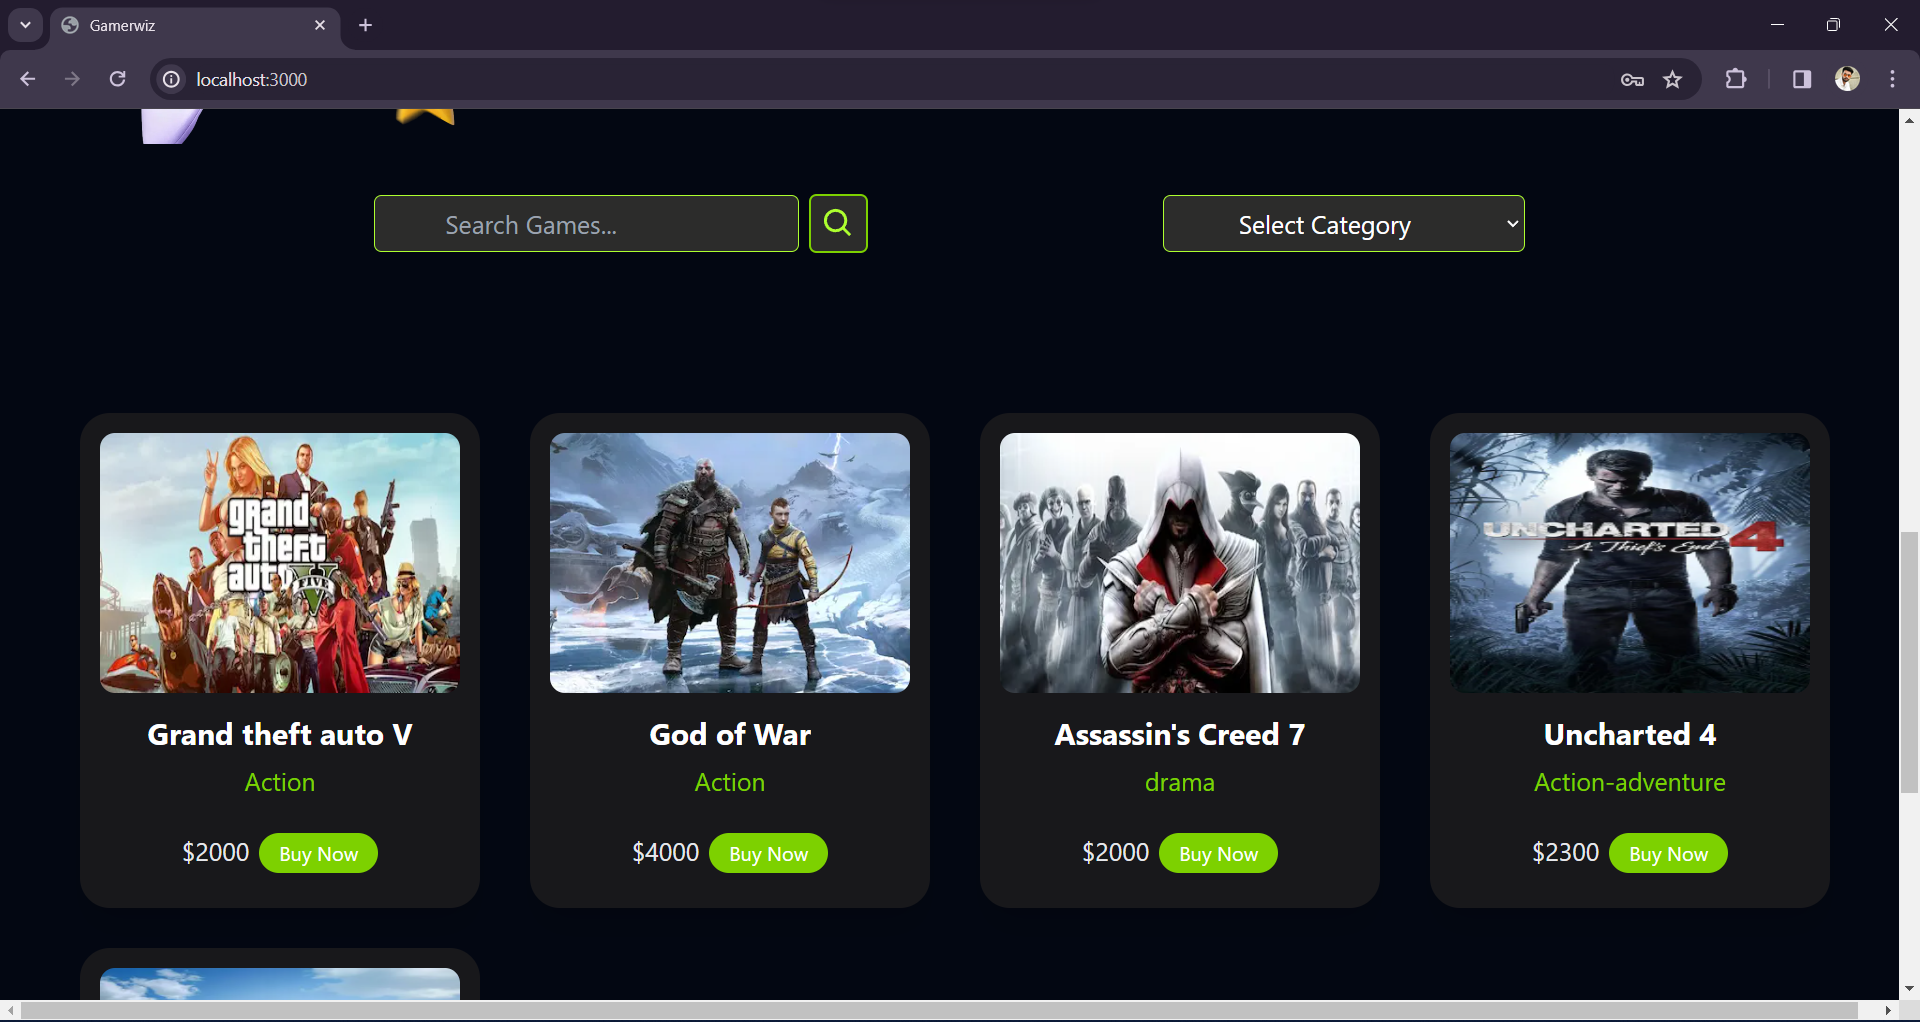 Gamerwiz
localhost:3000
Search Games...
Select Category
grand
theft
auto
FIVE
UNCHARTED 4
A Thief's End
Grand theft auto V
God of War
Assassin's Creed 7
Uncharted 4
Action
Action
drama
Action-adventure
$2000 Buy Now
$4000 Buy Now
$2000 Buy Now
$2300 Buy Now